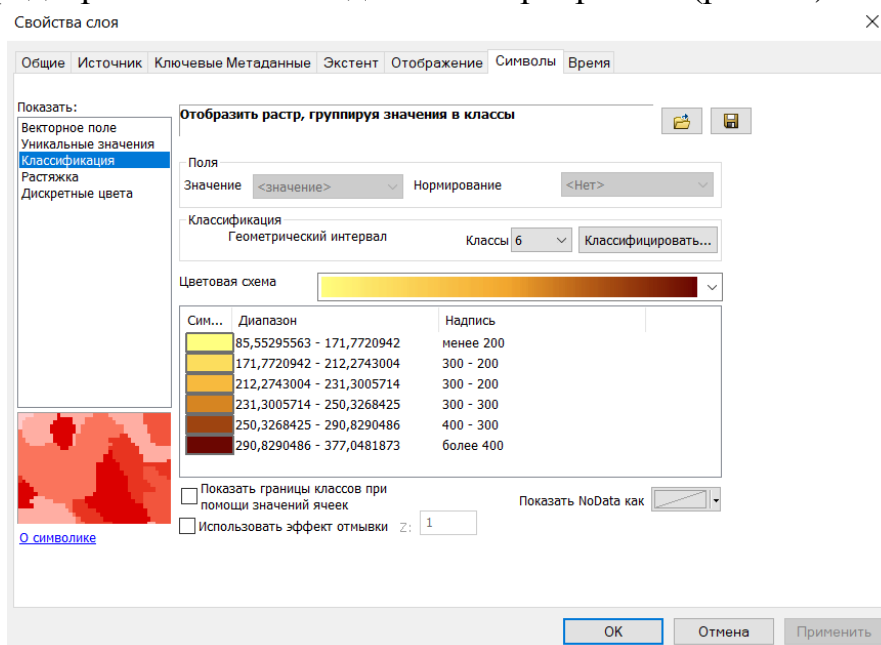 Свойства слоя
Общие Источник Ключевые Метаданные Экстент Отображение Символы Время
Показать:
Векторное поле
Уникальные значения
Классификация
Растяжка
Дискретные цвета
Отобразить растр, группируя значения в классы
Поля
Значение <значение> Нормирование <Нет>
Классификация
Геометрический интервал Классы 6 Классифицировать...
Цветовая схема
Сим... Диапазон Надпись
85,55295563 - 171,7720942 менее 200
171,7720942 - 212,2743004 300 - 200
212,2743004 - 231,3005714 300 - 200
231,3005714 - 250,3268425 300 - 300
250,3268425 - 290,8290486 400 - 300
290,8290486 - 377,0481873 более 400
Показать границы классов при
помощи значений ячеек
Показать NoData как
Использовать эффект отмывки Z: 1
О символике
OK Отмена Применить